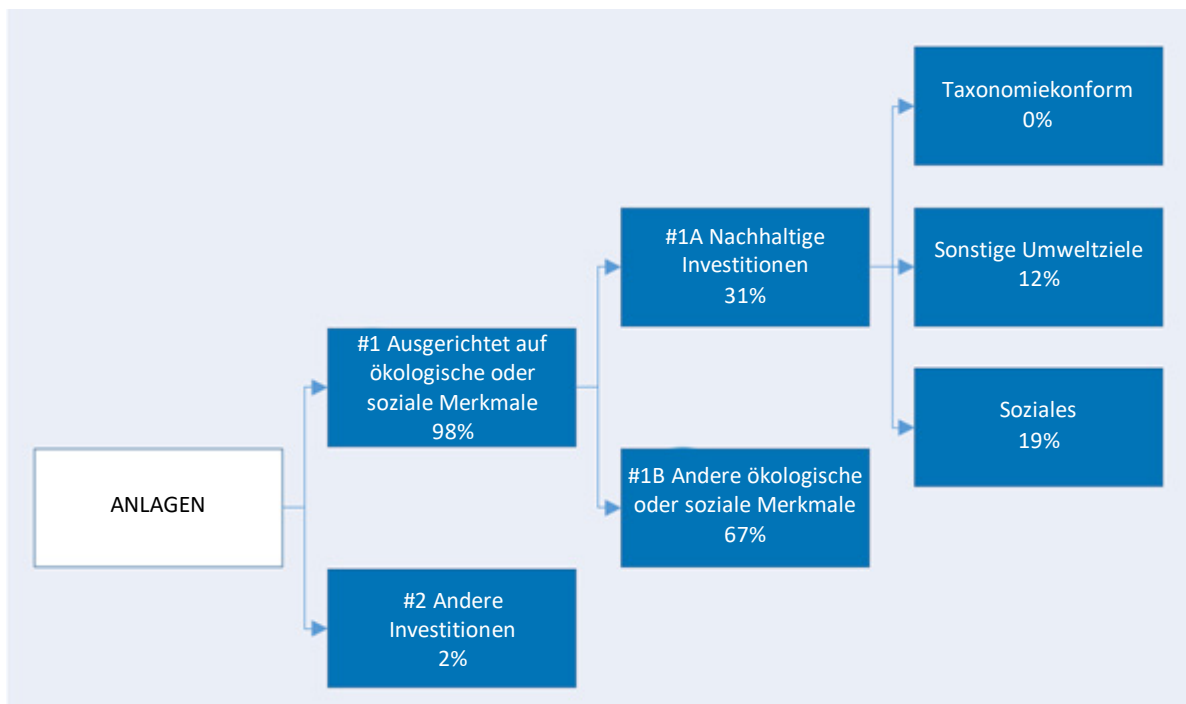 Taxonomiekonform
0%
#1A Nachhaltige
Investitionen
31%
Sonstige Umweltziele
12%
#1 Ausgerichtet auf
ökologische oder
soziale Merkmale
98%
Soziales
19%
ANLAGEN
#1B Andere ökologische
oder soziale Merkmale
67%
#2 Andere
Investitionen
2%